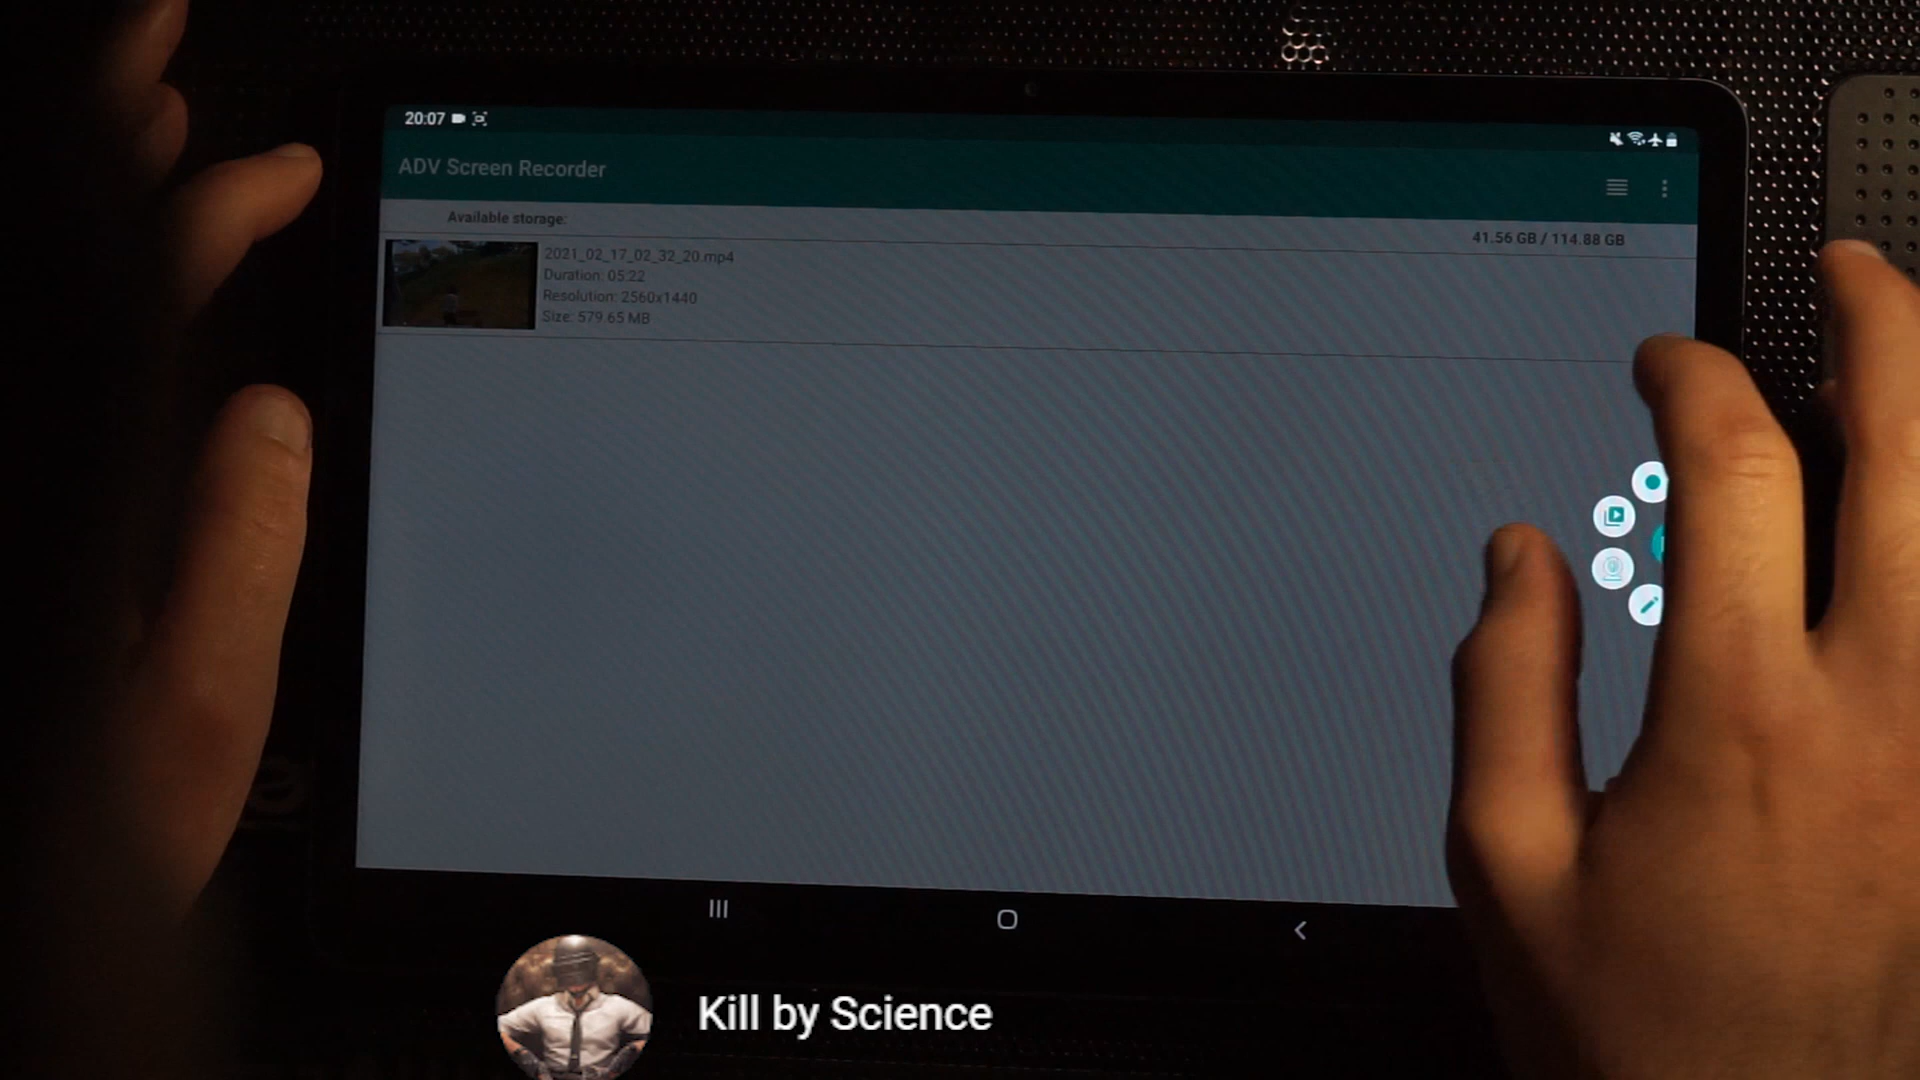 20:07
ADV Screen Recorder
Available storage:
41.56 GB / 114.88 GB
2021_02_17_02_32_20.mp4
Duration: 05:22
Resolution: 2560x1440
Size: 579.65 MB
Kill by Science